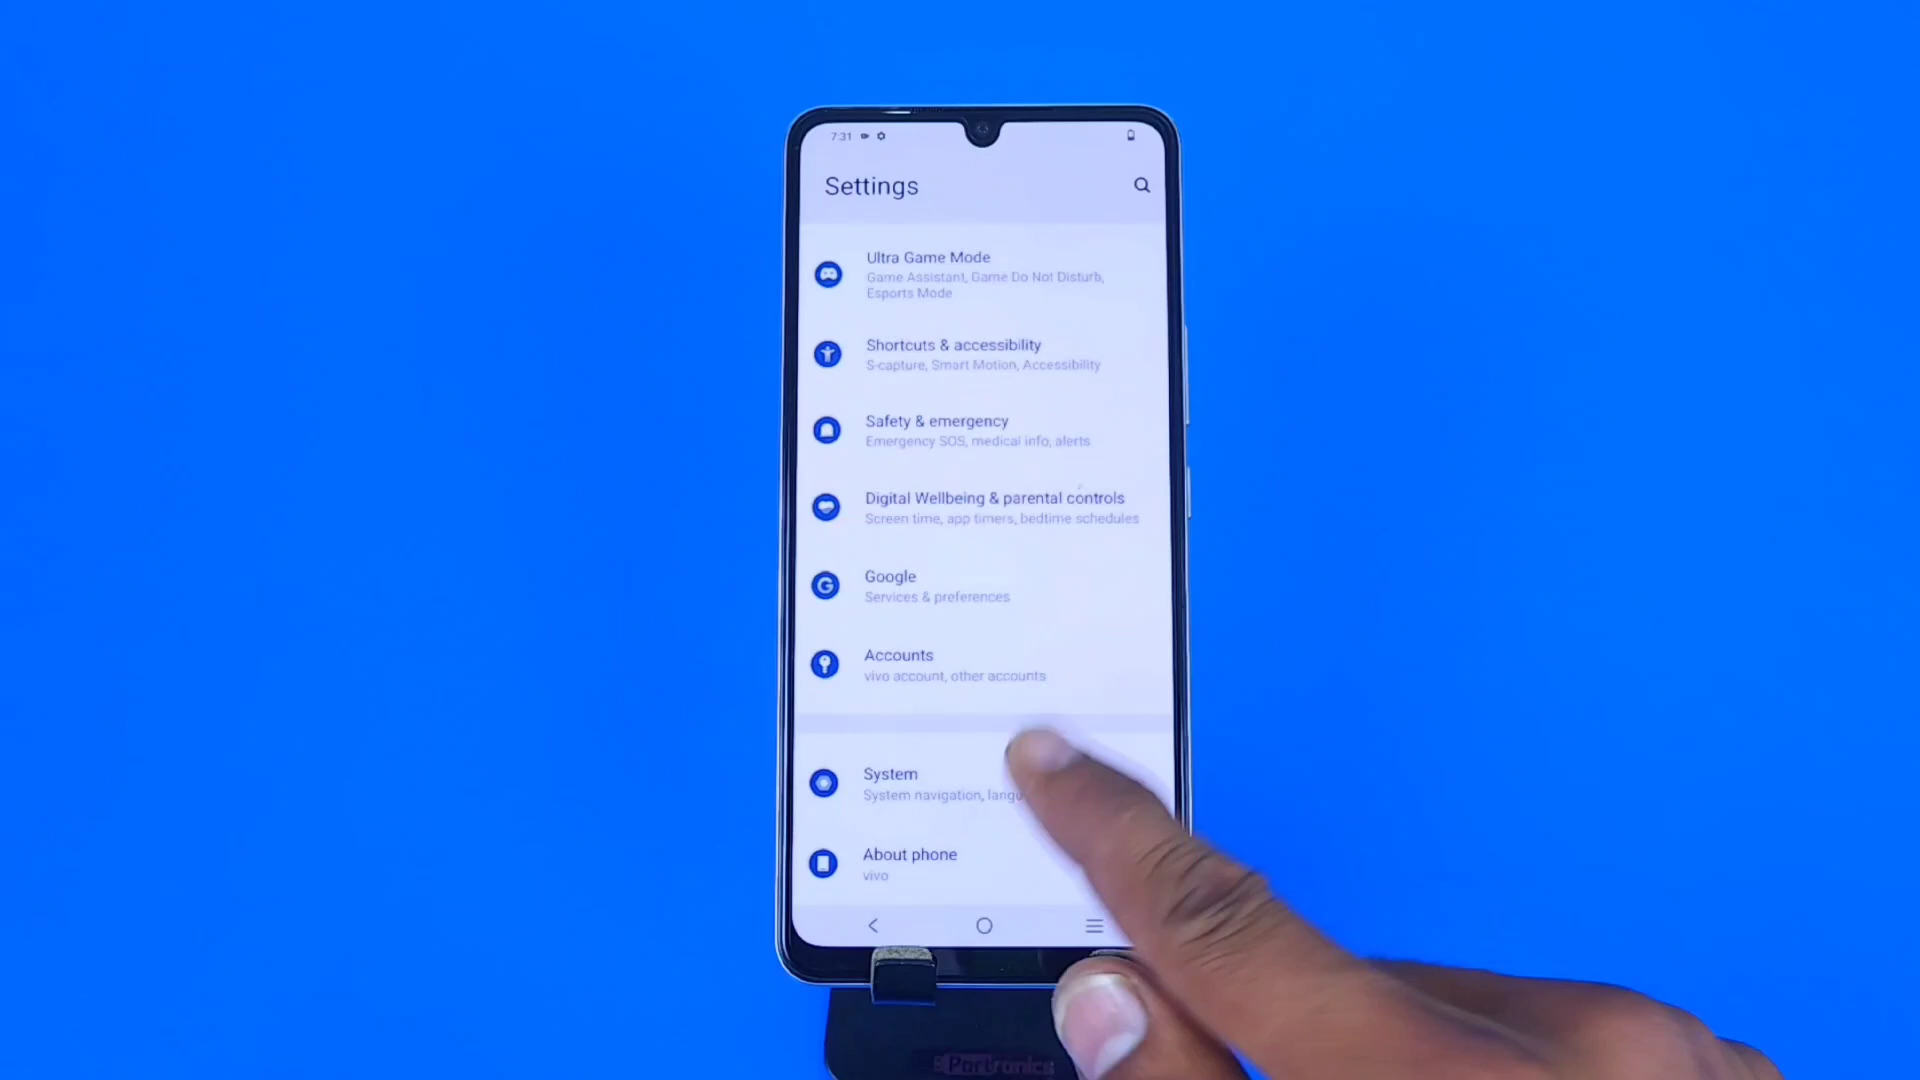 7:31
Settings
Ultra Game Mode
Game Assistant, Game Do Not Disturb,
Esports Mode
Shortcuts & accessibility
S-capture, Smart Motion, Accessibility
Safety & emergency
Emergency SOS, medical info, alerts
Digital Wellbeing & parental controls
Screen time, app timers, bedtime schedules
Google
Services & preferences
Accounts
vivo account, other accounts
System
System navigation, langu
About phone
vivo
Portronics